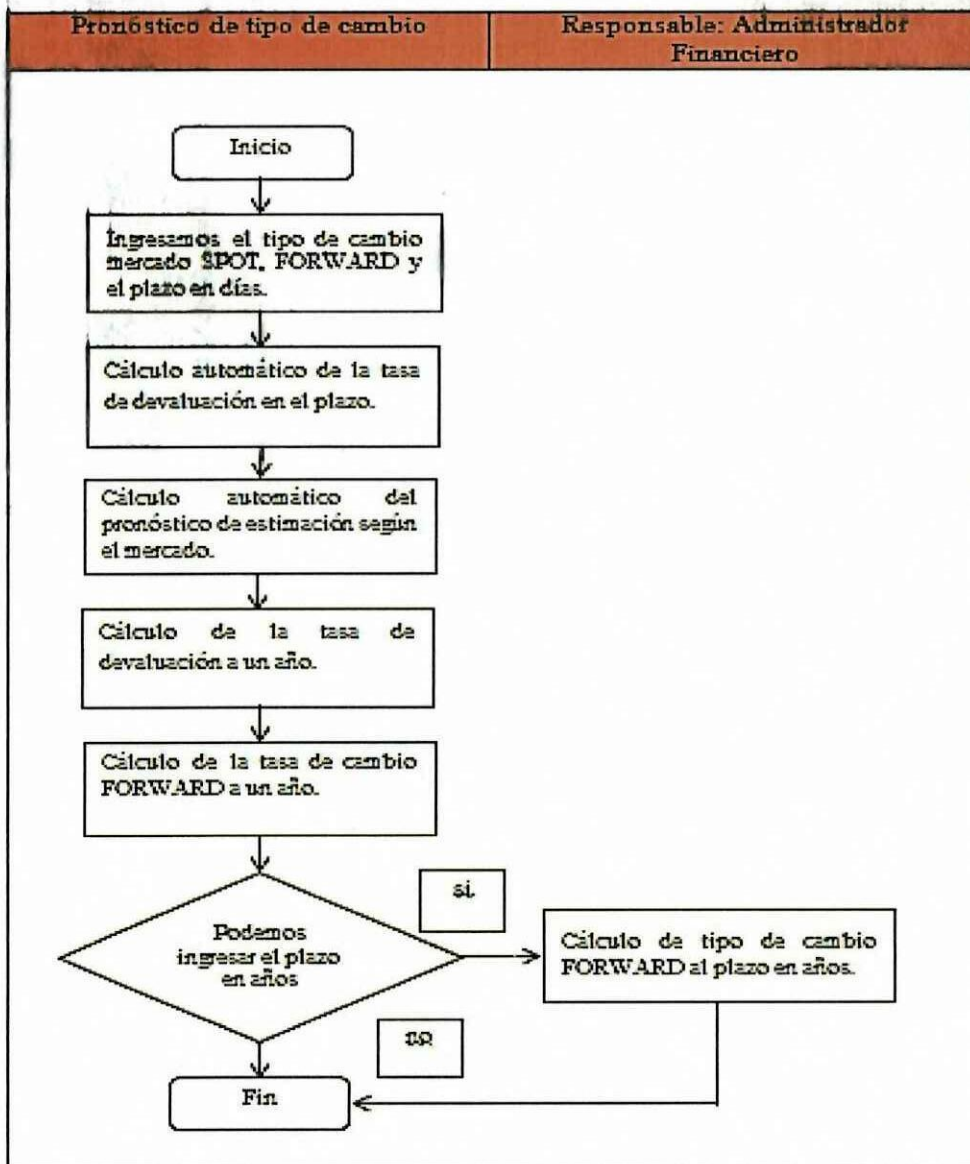 Pronóstico de tipo de cambio
Responsable: Administrador
Financiero
Inicio
Ingresamos el tipo de cambio
mercado SPOT, FORWARD y
el plazo en días.
Cálculo automático de la tasa
de devaluación en el plazo.
Cálculo automático del
pronóstico de estimación según
el mercado.
Cálculo de la tasa de
devaluación a un año.
Cálculo de la tasa de cambio
FORWARD a un año.
Podemos
ingresar el plazo
en años
si
Cálculo de tipo de cambio
FORWARD al plazo en años.
no
Fin